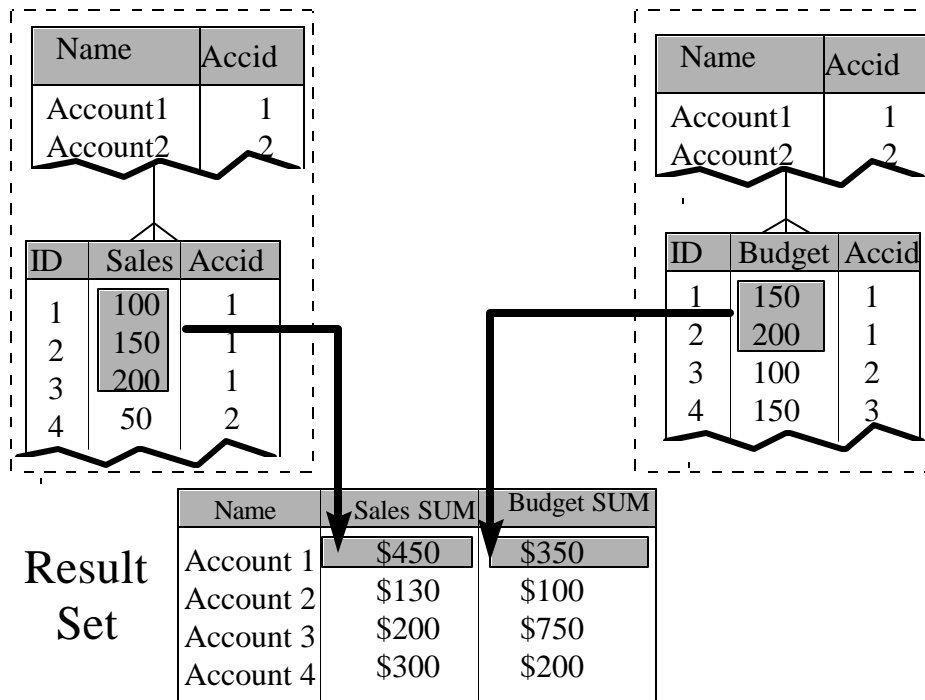 Name Accid
Account1 1
Account2 2
ID Sales Accid
1 100 1
2 150 1
3 200 1
4 50 2
Name Accid
Account1 1
Account2 2
ID Budget Accid
1 150 1
2 200 1
3 100 2
4 150 3
Result
Set
Name Sales SUM Budget SUM
Account 1 $450 $350
Account 2 $130 $100
Account 3 $200 $750
Account 4 $300 $200